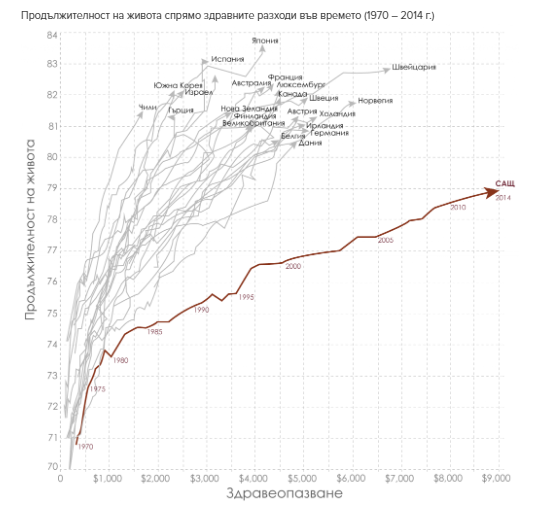 Продължителност на живота спрямо здравните разходи във времето (1970 – 2014 г.)
84
Япония
83
Испания
Швейцария
Франция
Австралия
Люксембург
Южна Корея
82
Израел
Канада
Швеция
Норвегия
Чили
Гърция
Нова Зеландия
Австрия
Холандия
Финландия
81
Великобритания
Ирландия
Германия
Белгия
Дания
80
79
САЩ
2014
2010
78
2005
77
2000
76
1995
1990
75
1985
74
1980
73
1975
72
71
1970
70
Продължителност на живота
0 $1,000 $2,000 $3,000 $4,000 $5,000 $6,000 $7,000 $8,000 $9,000
Здравеопазване